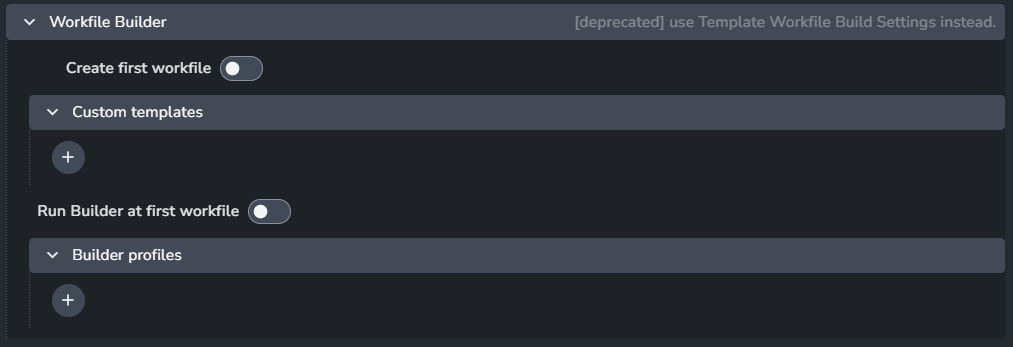 Workfile Builder [deprecated] use Template Workfile Build Settings instead.
Create first workfile
Custom templates
+
Run Builder at first workfile
Builder profiles
+